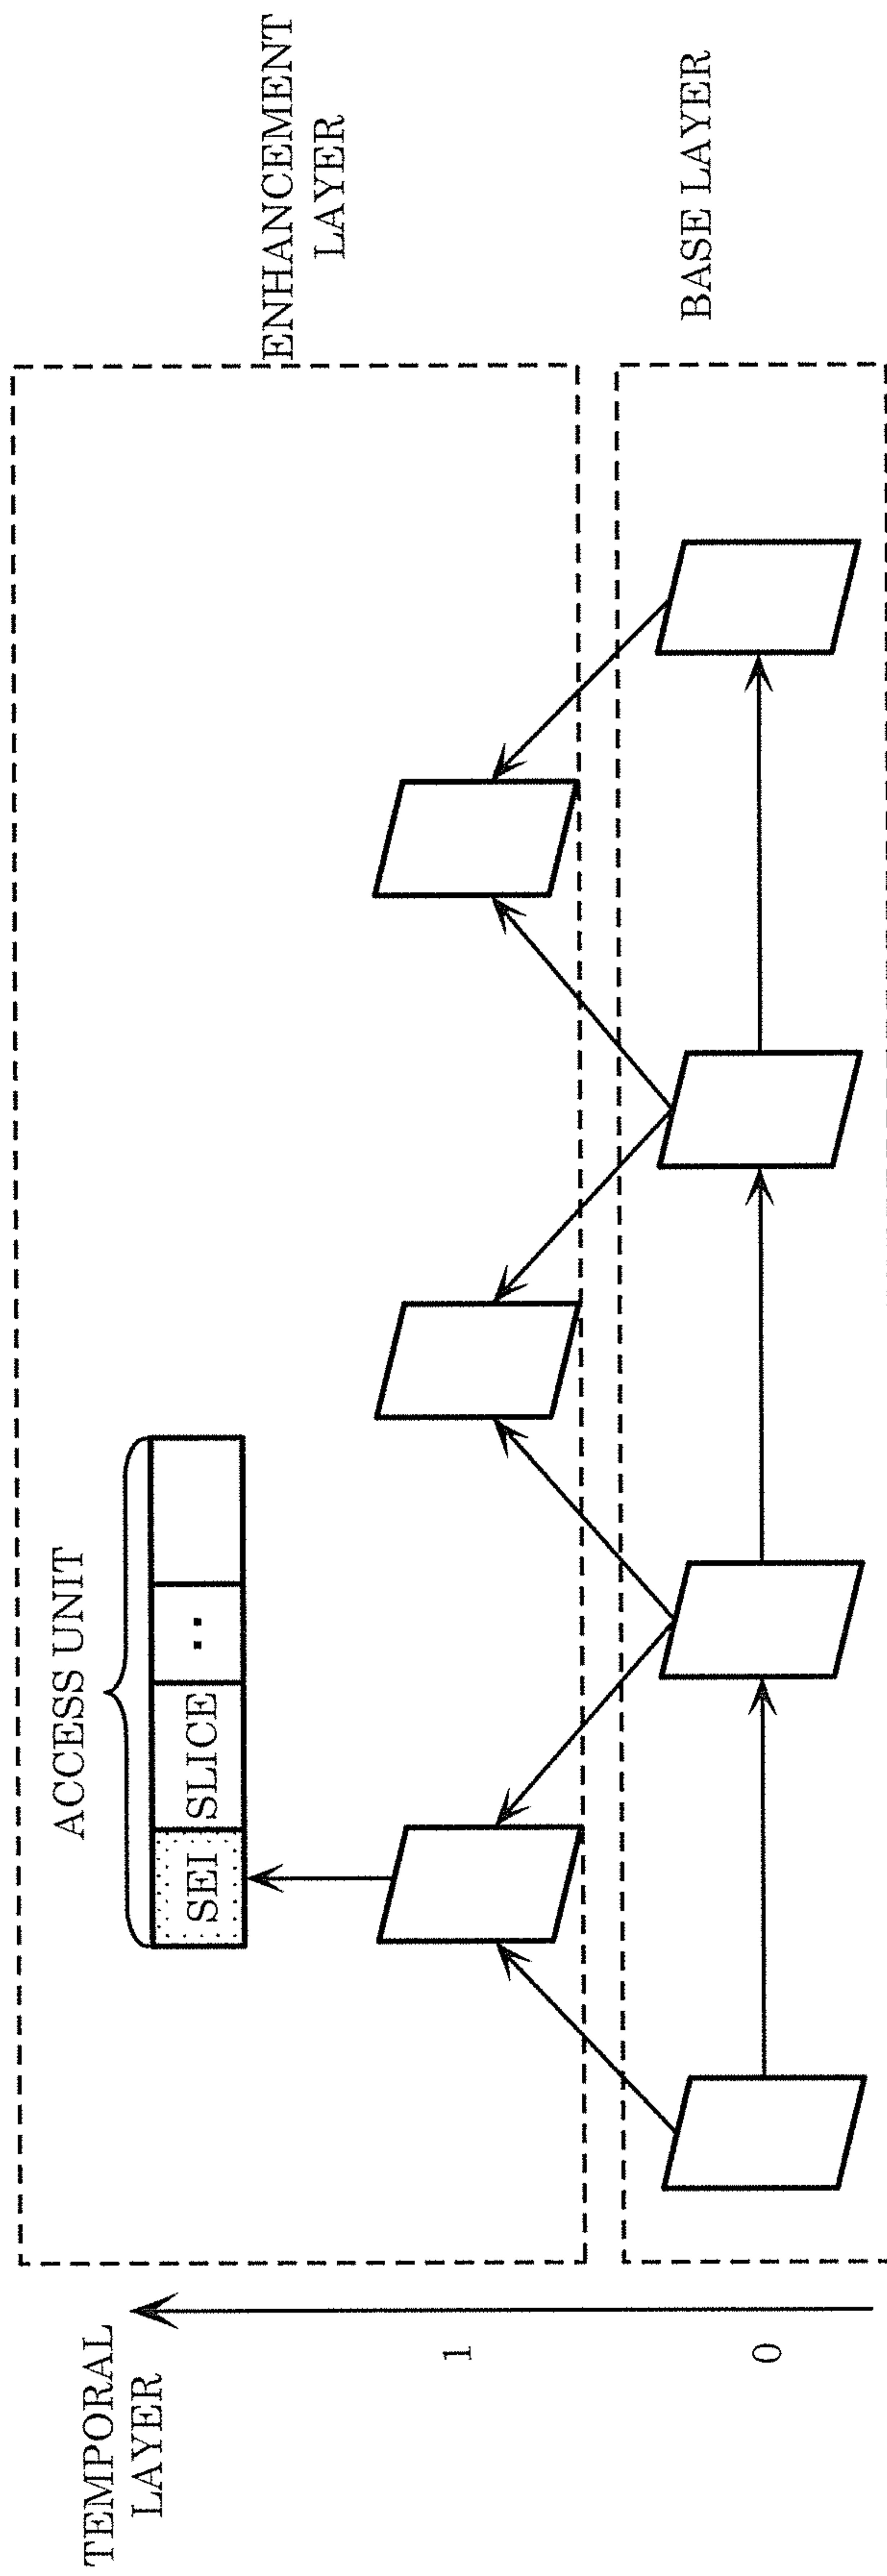 TEMPORAL
LAYER
ACCESS UNIT
SEI SLICE ..
ENHANCEMENT
LAYER
1
BASE LAYER
0